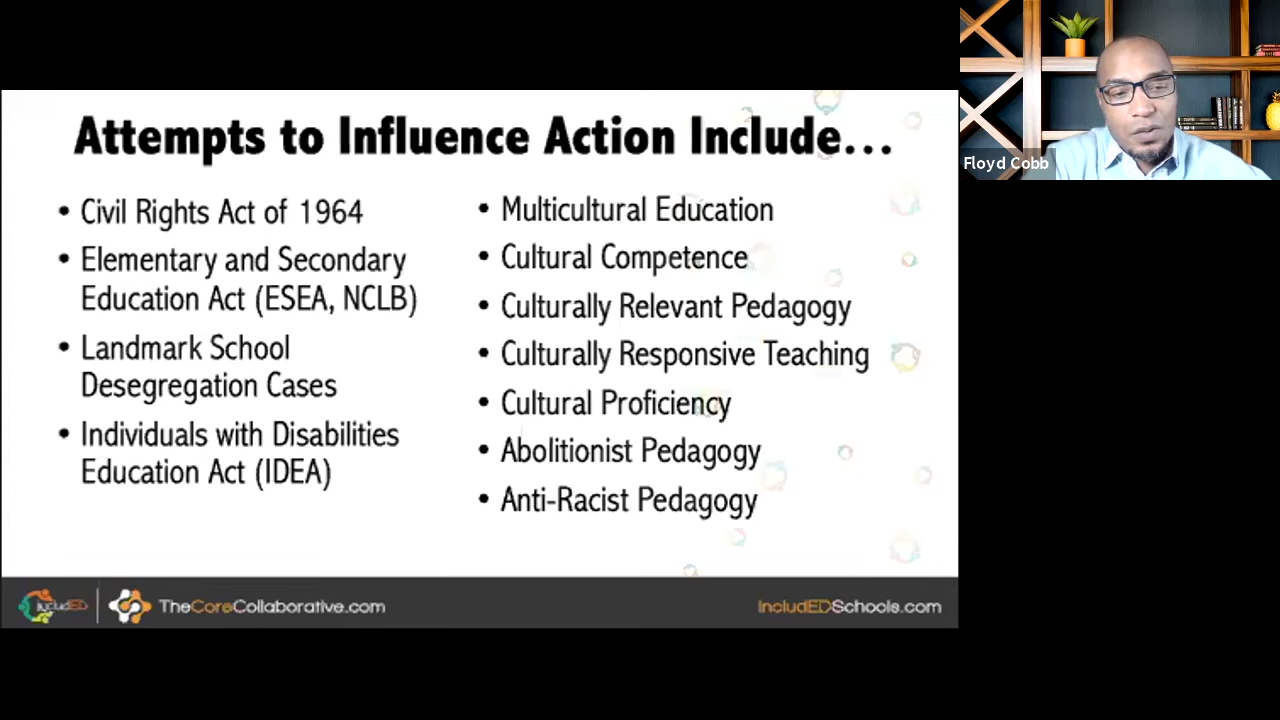 Attempts to Influence Action Include...
• Civil Rights Act of 1964
• Elementary and Secondary
Education Act (ESEA, NCLB)
• Landmark School
Desegregation Cases
• Individuals with Disabilities
Education Act (IDEA)
• Multicultural Education
• Cultural Competence
• Culturally Relevant Pedagogy
• Culturally Responsive Teaching
• Cultural Proficiency
• Abolitionist Pedagogy
• Anti-Racist Pedagogy
IncludED
TheCoreCollaborative.com
IncludEDSchools.com
Floyd Cobb